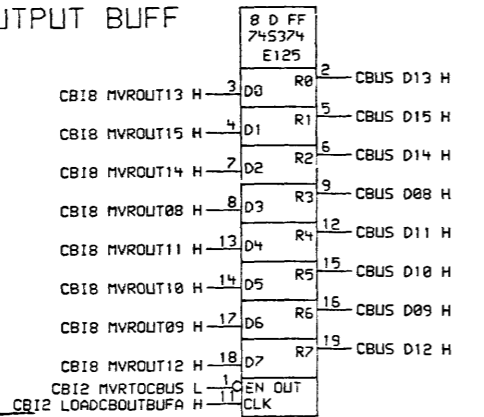 UTPUT BUFF
8 D FF
74S374
E125
CBI8 MVROUT13 H 3 D0 R0 2 CBUS D13 H
CBI8 MVROUT15 H 4 D1 R1 5 CBUS D15 H
CBI8 MVROUT14 H 7 D2 R2 6 CBUS D14 H
CBI8 MVROUT08 H 8 D3 R3 9 CBUS D08 H
CBI8 MVROUT11 H 13 D4 R4 12 CBUS D11 H
CBI8 MVROUT10 H 14 D5 R5 15 CBUS D10 H
CBI8 MVROUT09 H 17 D6 R6 16 CBUS D09 H
CBI8 MVROUT12 H 18 D7 R7 19 CBUS D12 H
CBI2 MVRTOCBUS L 1 EN OUT
CBI2 LOADCBOUTBUFA H 11 CLK